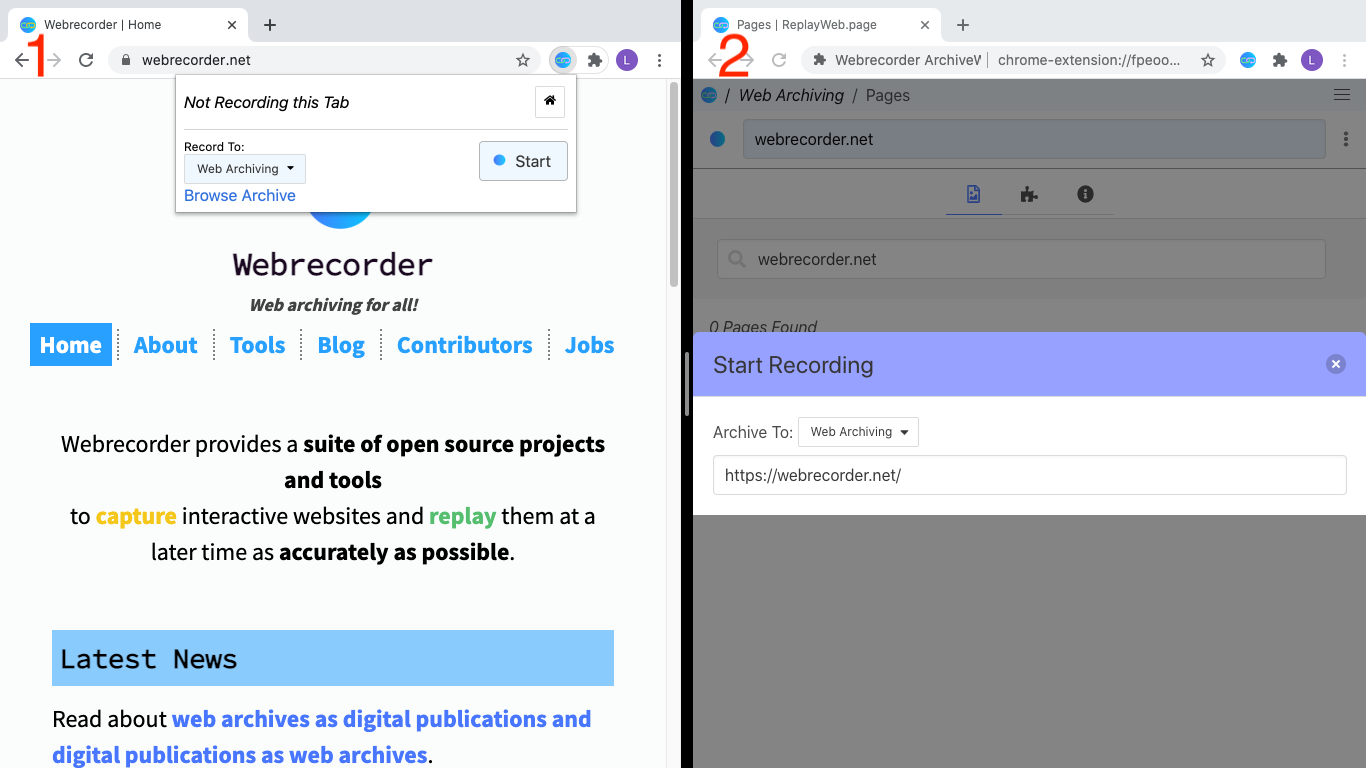 Webrecorder | Home
1
webrecorder.net
L
Not Recording this Tab
Record To:
Web Archiving
Start
Browse Archive
Webrecorder
Web archiving for all!
Home
About
Tools
Blog
Contributors
Jobs
Webrecorder provides a suite of open source projects
and tools
to capture interactive websites and replay them at a
later time as accurately as possible.
Latest News
Read about web archives as digital publications and
digital publications as web archives.
Pages | ReplayWeb.page
2
Webrecorder ArchiveW
chrome-extension://fpeoo...
L
/ Web Archiving / Pages
webrecorder.net
webrecorder.net
0 Pages Found
Start Recording
Archive To:
Web Archiving
https://webrecorder.net/